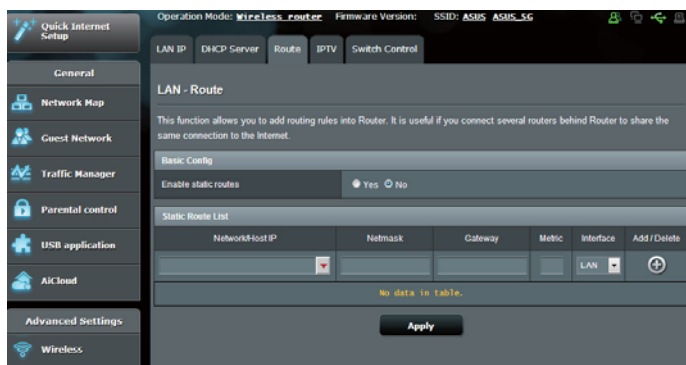 Quick Internet
Setup
Operation Mode: Wireless router Firmware Version: SSID: ASUS ASUS_5G
LAN IP DHCP Server Route IPTV Switch Control
General
Network Map
Guest Network
Traffic Manager
Parental control
USB application
AiCloud
Advanced Settings
Wireless
LAN - Route
This function allows you to add routing rules into Router. It is useful if you connect several routers behind Router to share the
same connection to the Internet.
Basic Config
Enable static routes Yes No
Static Route List
Network/Host IP Netmask Gateway Metric Interface Add / Delete
LAN
No data in table.
Apply